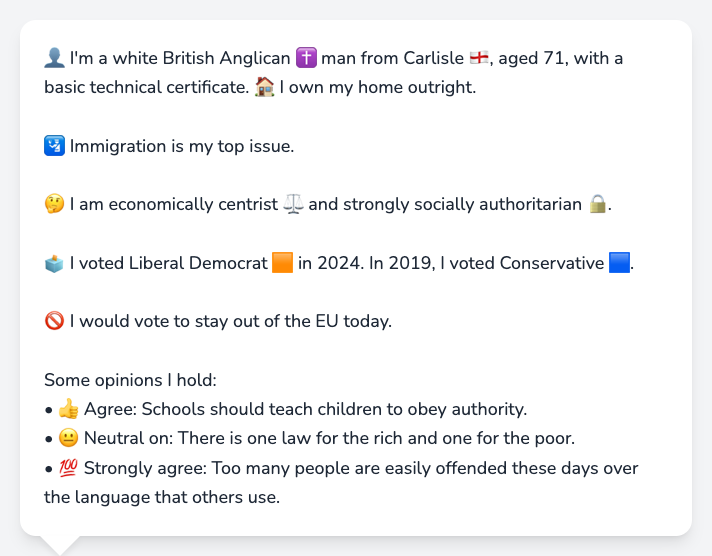 👤 I'm a white British Anglican ✝️ man from Carlisle 🏴󠁧󠁢󠁥󠁮󠁧󠁿, aged 71, with a
basic technical certificate. 🏠 I own my home outright.
🛂 Immigration is my top issue.
🤔 I am economically centrist ⚖️ and strongly socially authoritarian 🔒.
🗳️ I voted Liberal Democrat 🟧 in 2024. In 2019, I voted Conservative 🟦.
🚫 I would vote to stay out of the EU today.
Some opinions I hold:
• 👍 Agree: Schools should teach children to obey authority.
• 😐 Neutral on: There is one law for the rich and one for the poor.
• 💯 Strongly agree: Too many people are easily offended these days over
the language that others use.